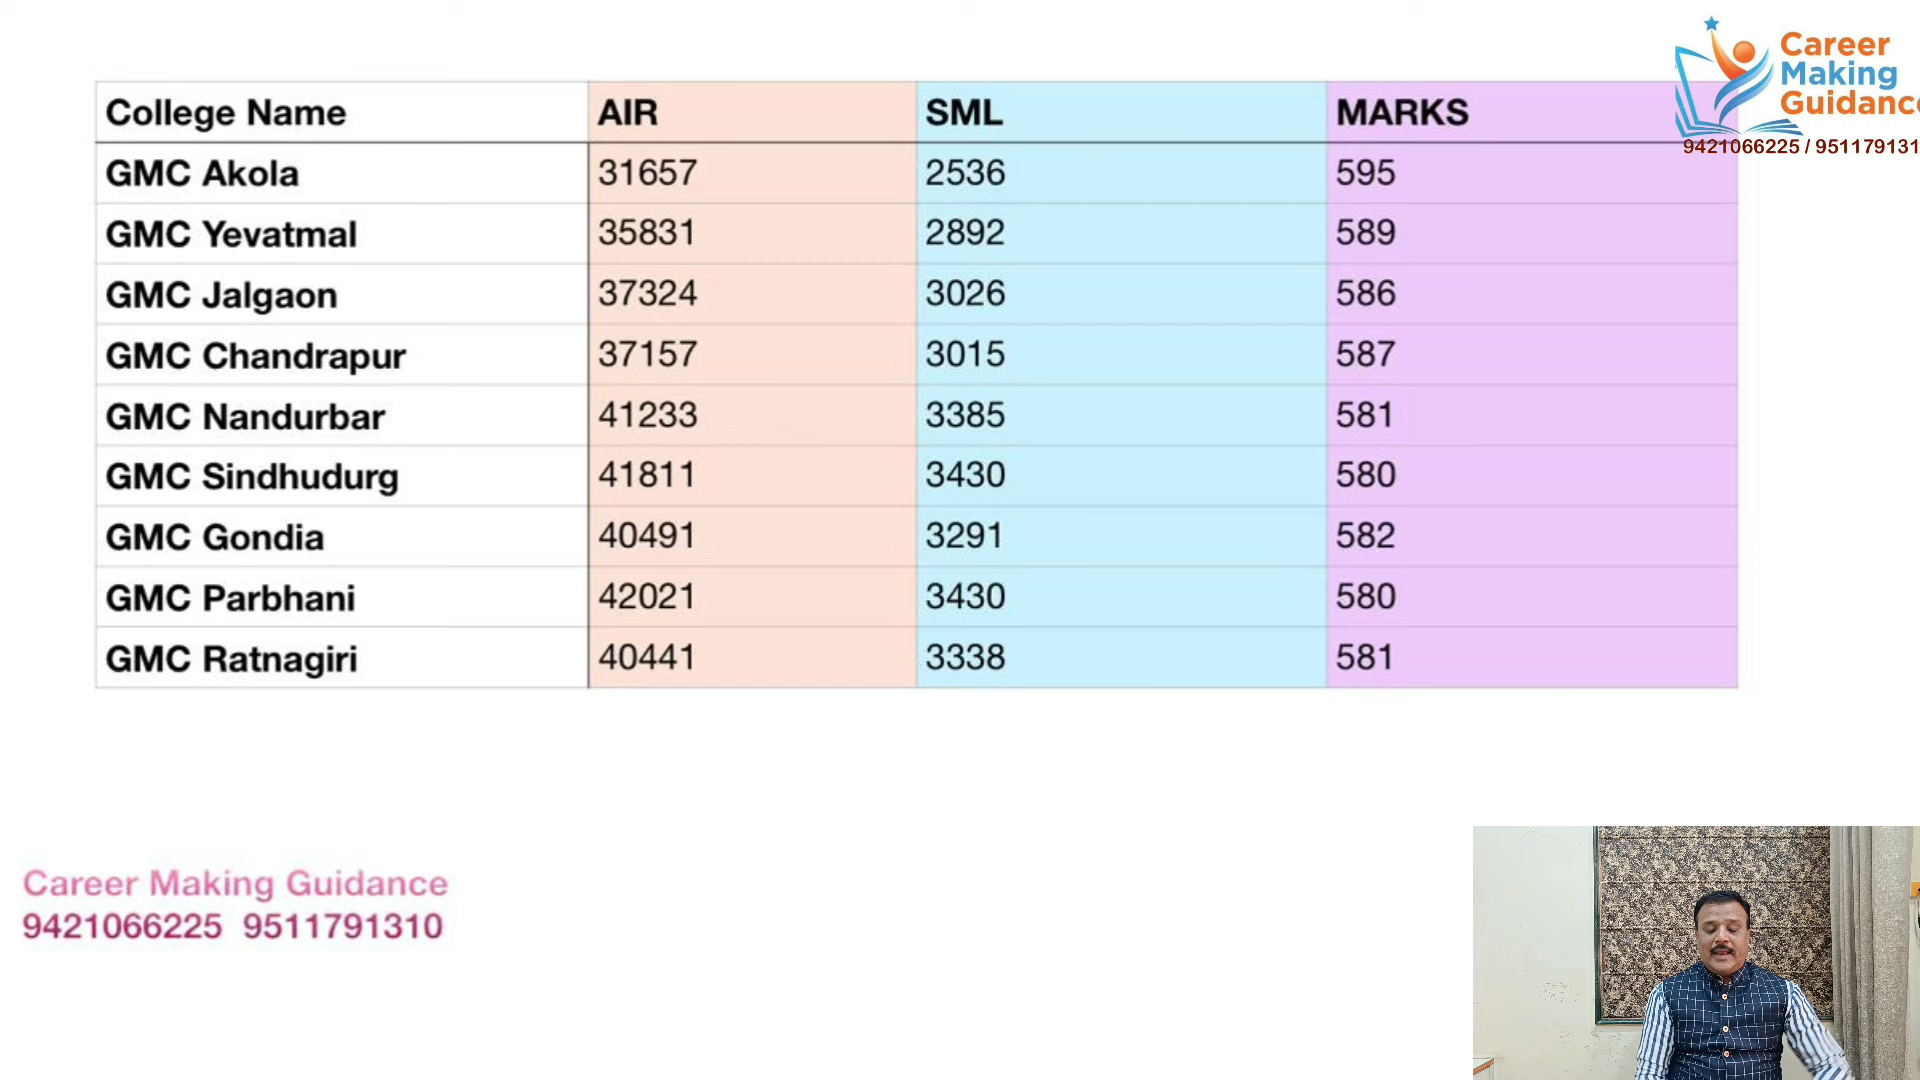 Career
Making
Guidance
9421066225 / 951179131
College Name AIR SML MARKS
GMC Akola 31657 2536 595
GMC Yevatmal 35831 2892 589
GMC Jalgaon 37324 3026 586
GMC Chandrapur 37157 3015 587
GMC Nandurbar 41233 3385 581
GMC Sindhudurg 41811 3430 580
GMC Gondia 40491 3291 582
GMC Parbhani 42021 3430 580
GMC Ratnagiri 40441 3338 581
Career Making Guidance
9421066225 9511791310